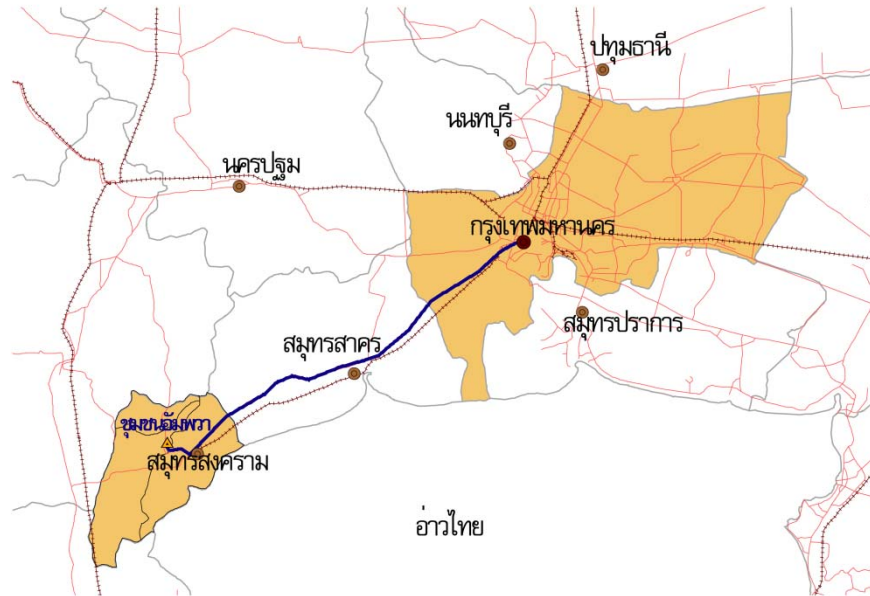 ปทุมธานี
นนทบุรี
นครปฐม
กรุงเทพมหานคร
สมุทรปราการ
สมุทรสาคร
ชุมชนอัมพวา
สมุทรสงคราม
อ่าวไทย